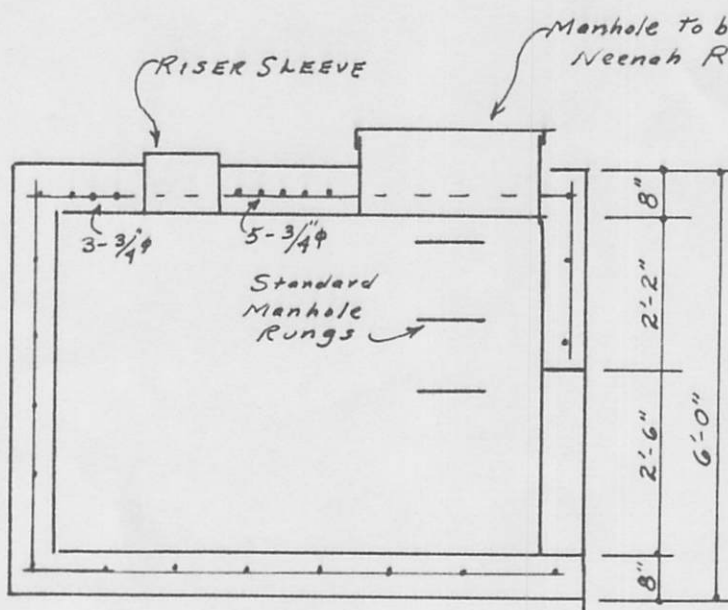 Manhole To b
Neenah R
RISER SLEEVE
3-3/4"φ
5-3/4"φ
Standard
Manhole
Rungs
8"
2'-2"
2'-6"
6'-0"
8"